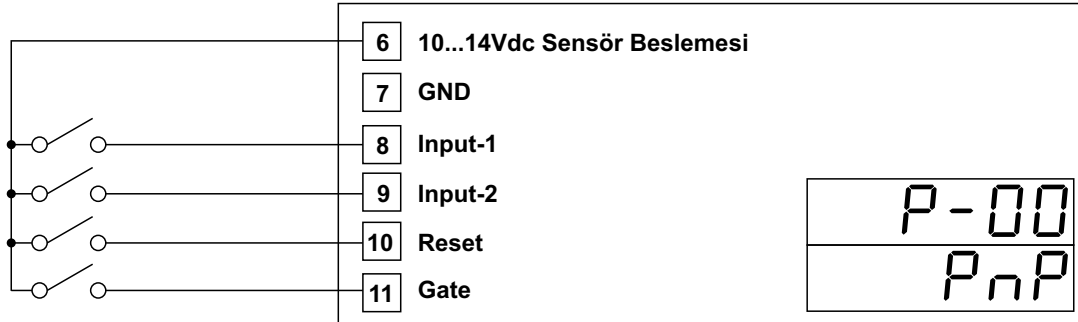 6 10...14Vdc Sensör Beslemesi
7 GND
8 Input-1
9 Input-2
10 Reset
11 Gate
P-00
PnP